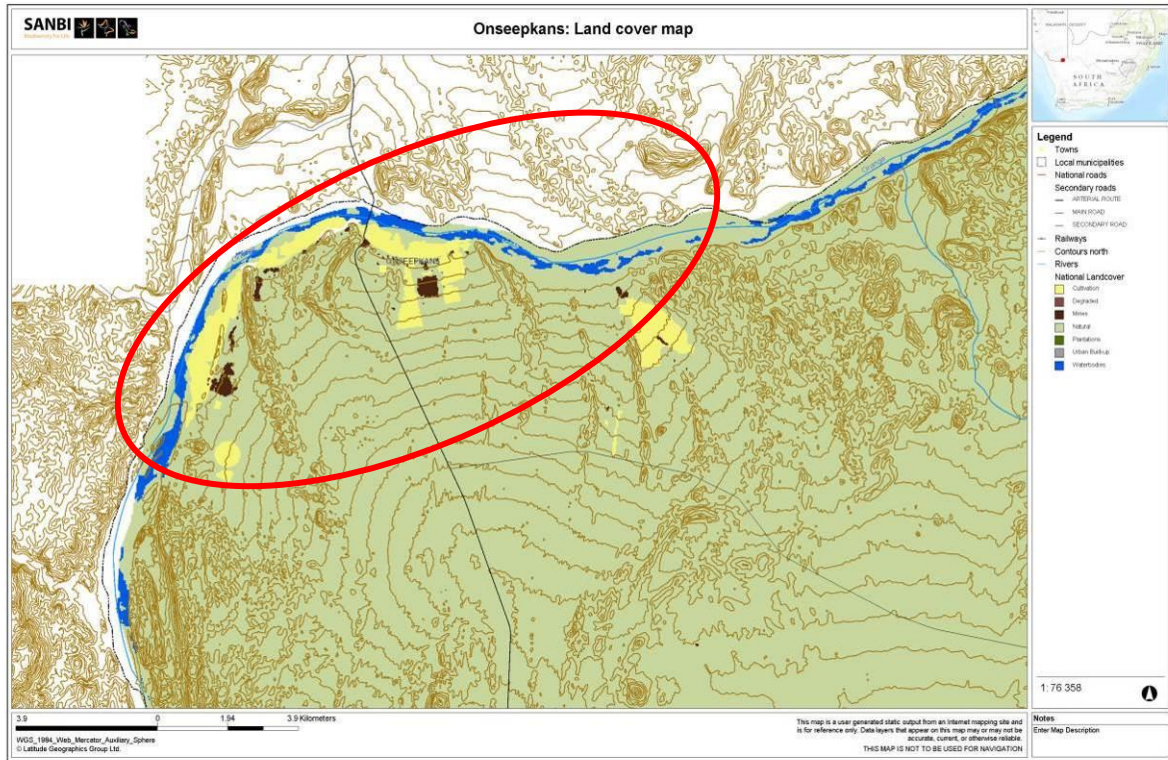 SANBI
Biodiversity for Life
Onseepkans: Land cover map
SOUTH
AFRICA
Orange
ONSEEPKANS
Legend
Towns
Local municipalities
National roads
Secondary roads
ARTERIAL ROUTE
MAIN ROAD
SECONDARY ROAD
Railways
Contours north
Rivers
National Landcover
Cultivation
Degraded
Mines
Natural
Plantations
Urban Built-up
Waterbodies
1: 76 358
3.9 0 1.94 3.9 Kilometers
WGS_1984_Web_Mercator_Auxiliary_Sphere
© Latitude Geographics Group Ltd.
This map is a user generated static output from an Internet mapping site and
is for reference only. Data layers that appear on this map may or may not be
accurate, current, or otherwise reliable.
THIS MAP IS NOT TO BE USED FOR NAVIGATION
Notes
Enter Map Description